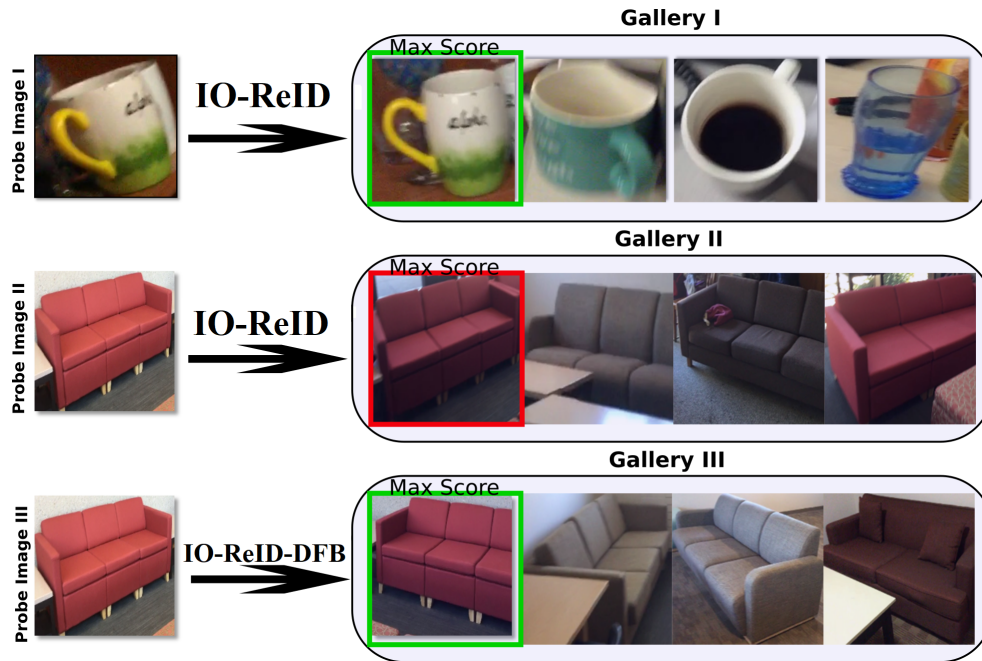 Gallery I
Probe Image I
IO-ReID
Max Score
Gallery II
Probe Image II
IO-ReID
Max Score
Gallery III
Probe Image III
IO-ReID-DFB
Max Score